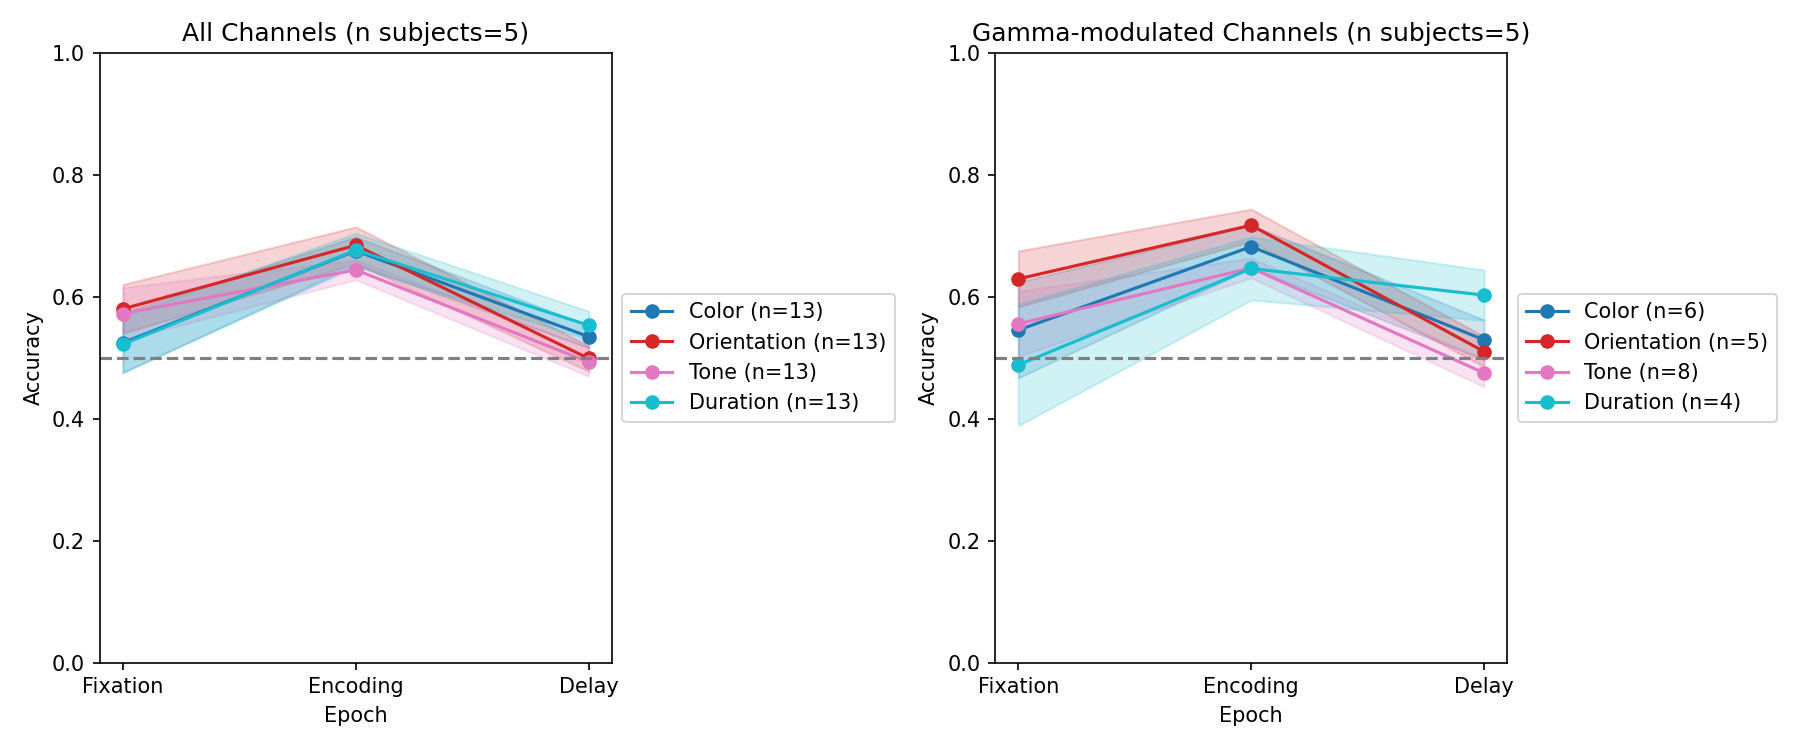 All Channels (n subjects=5)
1.0
0.8
0.6
0.4
0.2
0.0
Accuracy
Fixation Encoding Delay
Epoch
Color (n=13)
Orientation (n=13)
Tone (n=13)
Duration (n=13)
Gamma-modulated Channels (n subjects=5)
1.0
0.8
0.6
0.4
0.2
0.0
Accuracy
Fixation Encoding Delay
Epoch
Color (n=6)
Orientation (n=5)
Tone (n=8)
Duration (n=4)